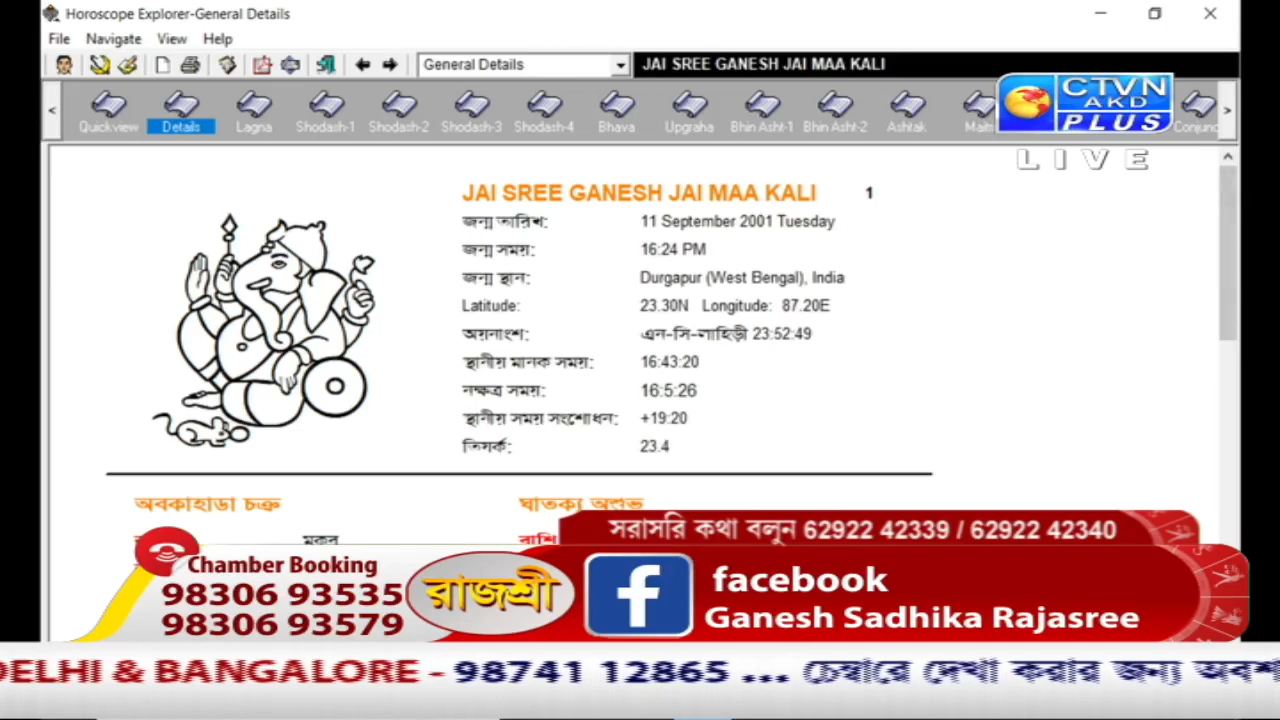 Horoscope Explorer-General Details
File Navigate View Help
General Details
JAI SREE GANESH JAI MAA KALI
Quickview Details Lagna Shodash-1 Shodash-2 Shodash-3 Shodash-4 Bhava Upgraha Bhin Asht-1 Bhin Asht-2 Ashtak
CTVN
AKD
PLUS
LIVE
JAI SREE GANESH JAI MAA KALI 1
জন্ম তারিখ: 11 September 2001 Tuesday
জন্ম সময়: 16:24 PM
জন্ম স্থান: Durgapur (West Bengal), India
Latitude: 23.30N Longitude: 87.20E
অয়নাংশ: এন-সি-লাহিড়ী 23:52:49
স্থানীয় মানক সময়: 16:43:20
নক্ষত্র সময়: 16:5:26
স্থানীয় সময় সংশোধন: +19:20
তির্যক: 23.4
অবকাহাডা চক্র ঘাতক্য অশুভ
মকর রাশি
সরাসরি কথা বলুন 62922 42339 / 62922 42340
Chamber Booking
98306 93535
98306 93579
রাজশ্রী
facebook
Ganesh Sadhika Rajasree
DELHI & BANGALORE - 98741 12865 ... চেম্বারে দেখা করার জন্য